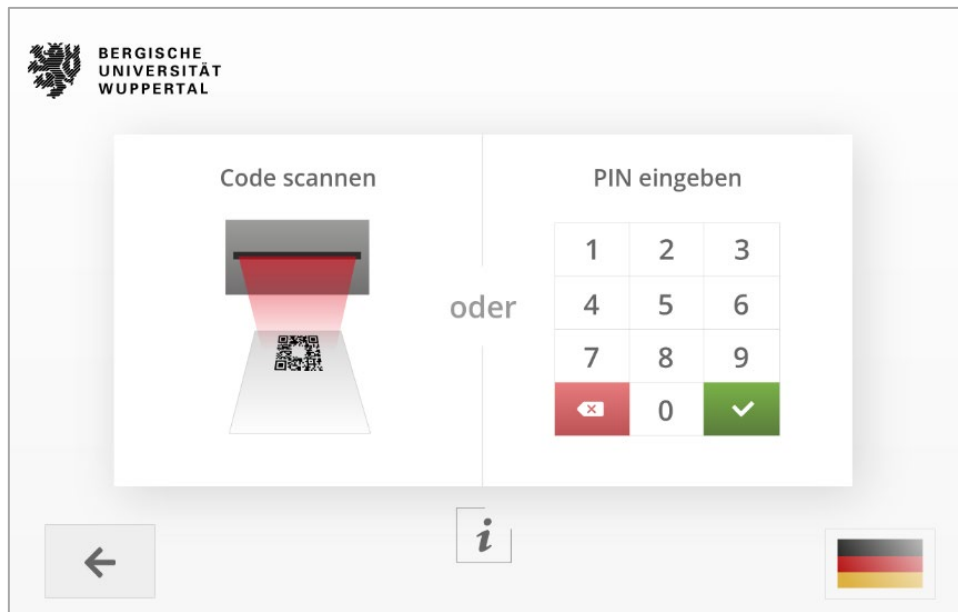 BERGISCHE
UNIVERSITÄT
WUPPERTAL
Code scannen
oder
PIN eingeben
1 2 3
4 5 6
7 8 9
0
i